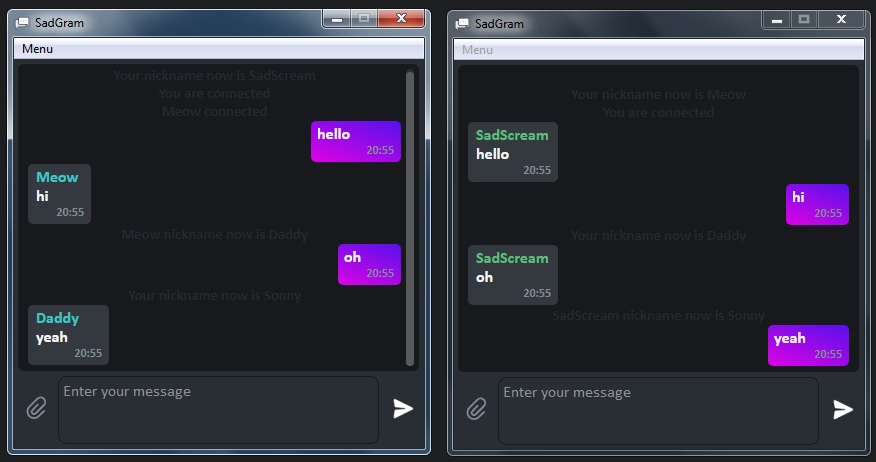 SadGram
Menu
Your nickname now is SadScream
You are connected
Meow connected
hello
20:55
Meow
hi
20:55
Meow nickname now is Daddy
oh
20:55
Your nickname now is Sonny
Daddy
yeah
20:55
Enter your message
SadGram
Menu
Your nickname now is Meow
You are connected
SadScream
hello
20:55
hi
20:55
Your nickname now is Daddy
SadScream
oh
20:55
SadScream nickname now is Sonny
yeah
20:55
Enter your message